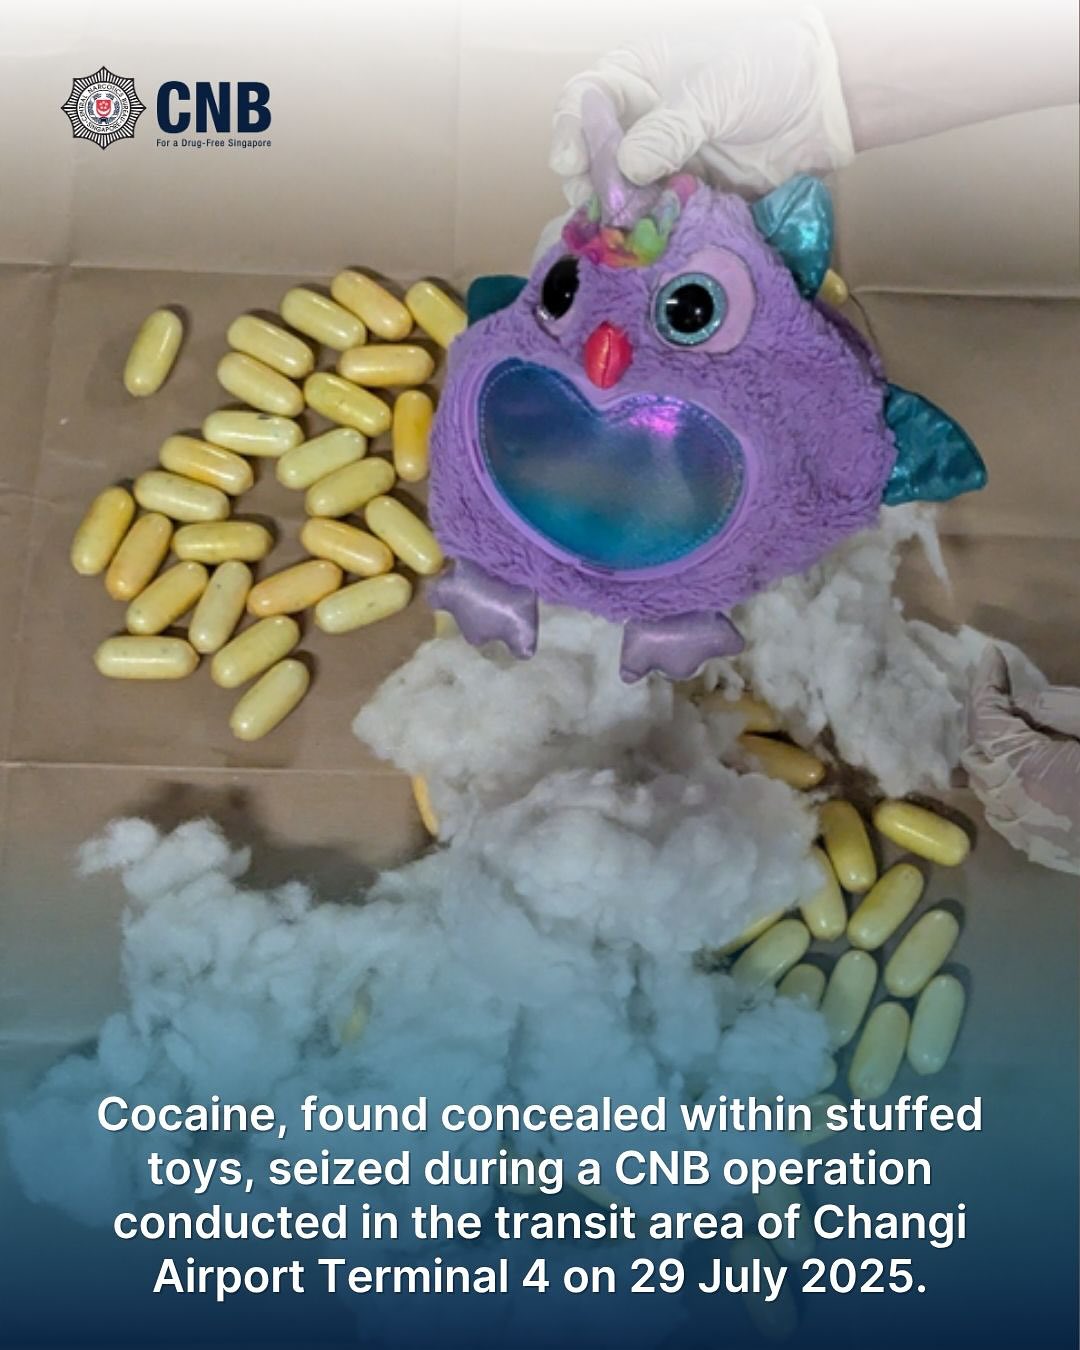 CENTRAL NARCOTICS BUREAU
SINGAPORE
CNB
For a Drug-Free Singapore
Cocaine, found concealed within stuffed
toys, seized during a CNB operation
conducted in the transit area of Changi
Airport Terminal 4 on 29 July 2025.